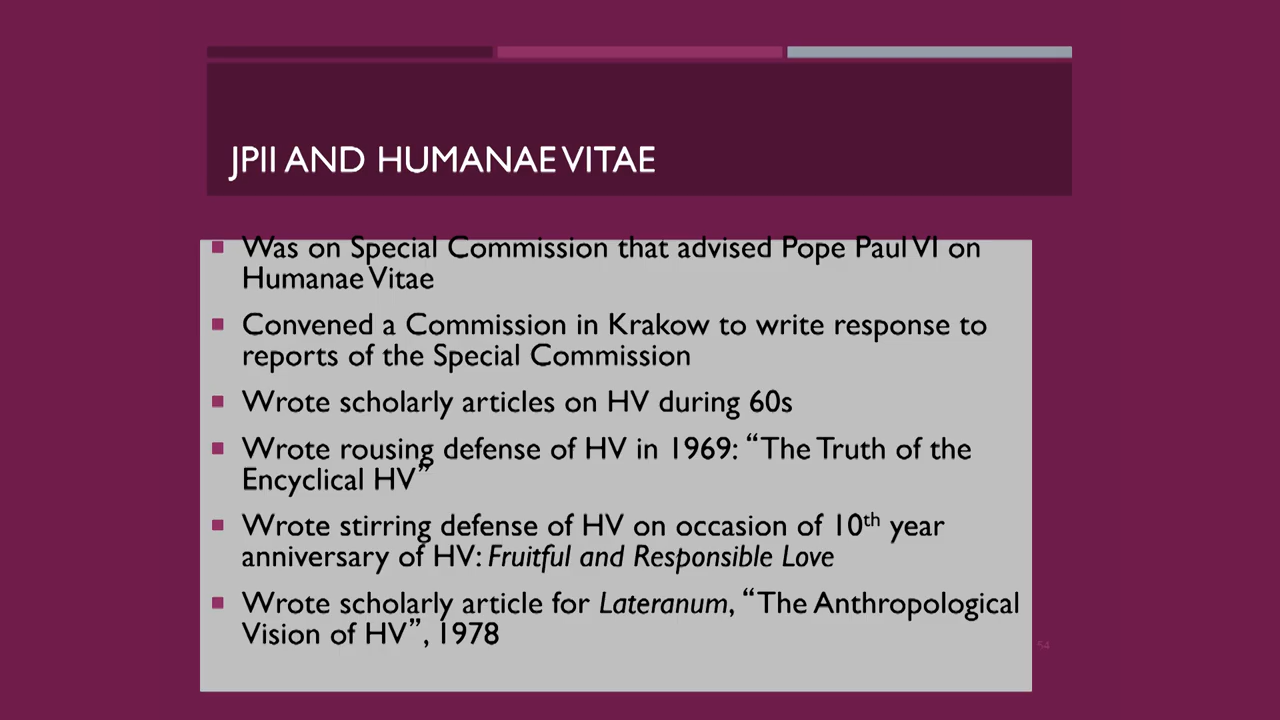 JPII AND HUMANAE VITAE
Was on Special Commission that advised Pope Paul VI on
Humanae Vitae
Convened a Commission in Krakow to write response to
reports of the Special Commission
Wrote scholarly articles on HV during 60s
Wrote rousing defense of HV in 1969: “The Truth of the
Encyclical HV”
Wrote stirring defense of HV on occasion of 10th year
anniversary of HV: Fruitful and Responsible Love
Wrote scholarly article for Lateranum, “The Anthropological
Vision of HV”, 1978
54